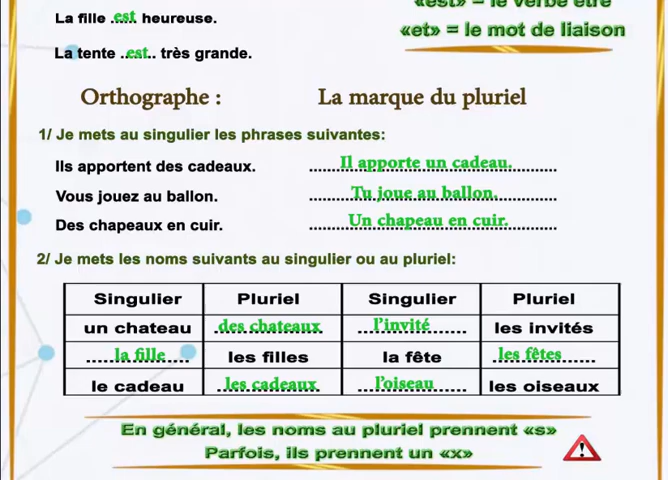 «est» = le verbe être
La fille .est... heureuse.
«et» = le mot de liaison
La tente ..est.. très grande.
Orthographe : La marque du pluriel
1/ Je mets au singulier les phrases suivantes:
Ils apportent des cadeaux. Il apporte un cadeau.
Vous jouez au ballon. Tu joue au ballon.
Des chapeaux en cuir. Un chapeau en cuir.
2/ Je mets les noms suivants au singulier ou au pluriel:
Singulier Pluriel Singulier Pluriel
un chateau des chateaux l'invité les invités
la fille les filles la fête les fêtes
le cadeau les cadeaux l'oiseau les oiseaux
En général, les noms au pluriel prennent «s»
Parfois, ils prennent un «x»